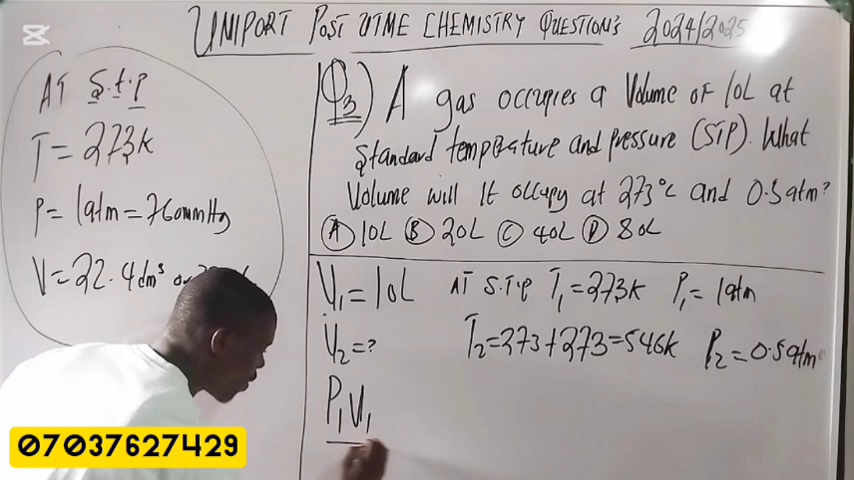 UNIPORT POST UTME CHEMISTRY QUESTION'S 2024/2025
AT S.t.p
T = 273K
P = 1atm = 760mmHg
V = 22.4dm³ or
Q3) A gas occupies a Volume OF 10L at
Standard temperature and pressure (STP). What
Volume will It occupy at 273°C and 0.5atm?
(A) 10L (B) 20L (C) 40L (D) 80L
V₁ = 10L AT S.T.P T₁ = 273K P₁ = 1atm
V₂ = ? T₂ = 273 + 273 = 546K P₂ = 0.5atm
P₁V₁
07037627429